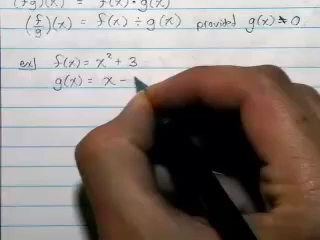 (fg)(x) = f(x) · g(x)
(f/g)(x) = f(x) ÷ g(x) provided g(x) ≠ 0
ex) f(x) = x² + 3
g(x) = x -